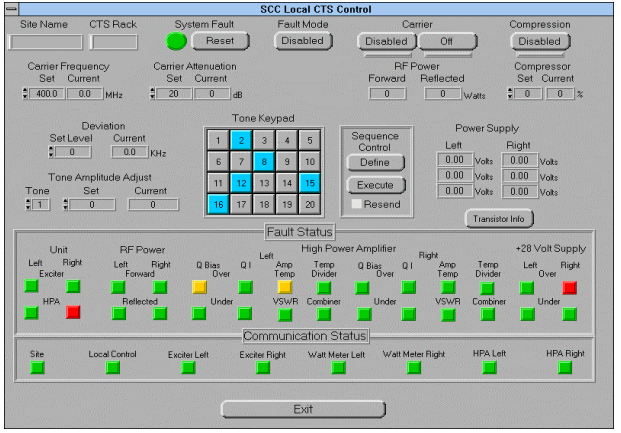 SCC Local CTS Control
Site Name CTS Rack System Fault Fault Mode Carrier Compression
Reset Disabled Disabled Off Disabled
Carrier Frequency Carrier Attenuation RF Power Compressor
Set Current Set Current Forward Reflected Set Current
400.0 0.0 MHz 20 0 dB 0 0 Watts 0 0 %
Tone Keypad
Deviation
Set Level Current
0 0.0 KHz
Tone Amplitude Adjust
Tone Set Current
1 0 0
1 2 3 4 5
6 7 8 9 10
11 12 13 14 15
16 17 18 19 20
Sequence
Control
Define
Execute
Resend
Power Supply
Left Right
0.00 Volts 0.00 Volts
0.00 Volts 0.00 Volts
0.00 Volts 0.00 Volts
Transistor Info
Fault Status
Unit RF Power High Power Amplifier +28 Volt Supply
Left Right
Left Right Left Right Q Bias Q I Amp Temp Q Bias Q I Amp Temp Left Right
Exciter Forward Over Temp Divider Over Temp Divider Over
HPA Reflected Under VSWR Combiner Under VSWR Combiner Under
Communication Status
Site Local Control Exciter Left Exciter Right Watt Meter Left Watt Meter Right HPA Left HPA Right
Exit